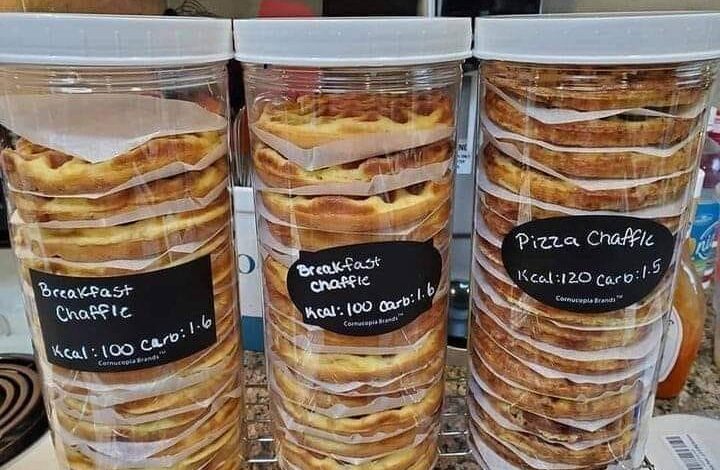 Breakfast
Chaffle
Kcal: 100 Carb: 1.6
Cornucopia Brands™
Breakfast
Chaffle
Kcal: 100 Carb: 1.6
Cornucopia Brands™
Pizza Chaffle
Kcal: 120 Carb: 1.5
Cornucopia Brands™